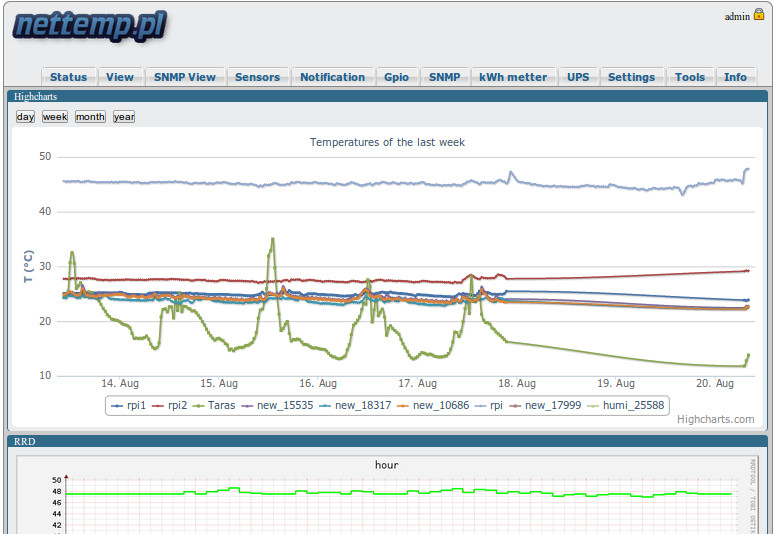 nettemp.pl
admin
Status View SNMP View Sensors Notification Gpio SNMP kWh metter UPS Settings Tools Info
Highcharts
day week month year
Temperatures of the last week
T (°C)
50
40
30
20
10
14. Aug 15. Aug 16. Aug 17. Aug 18. Aug 19. Aug 20. Aug
rpi1 rpi2 Taras new_15535 new_18317 new_10686 rpi new_17999 humi_25588
Highcharts.com
RRD
hour
50
48
46
44
42
RRDTOOL / TOBI OETIK